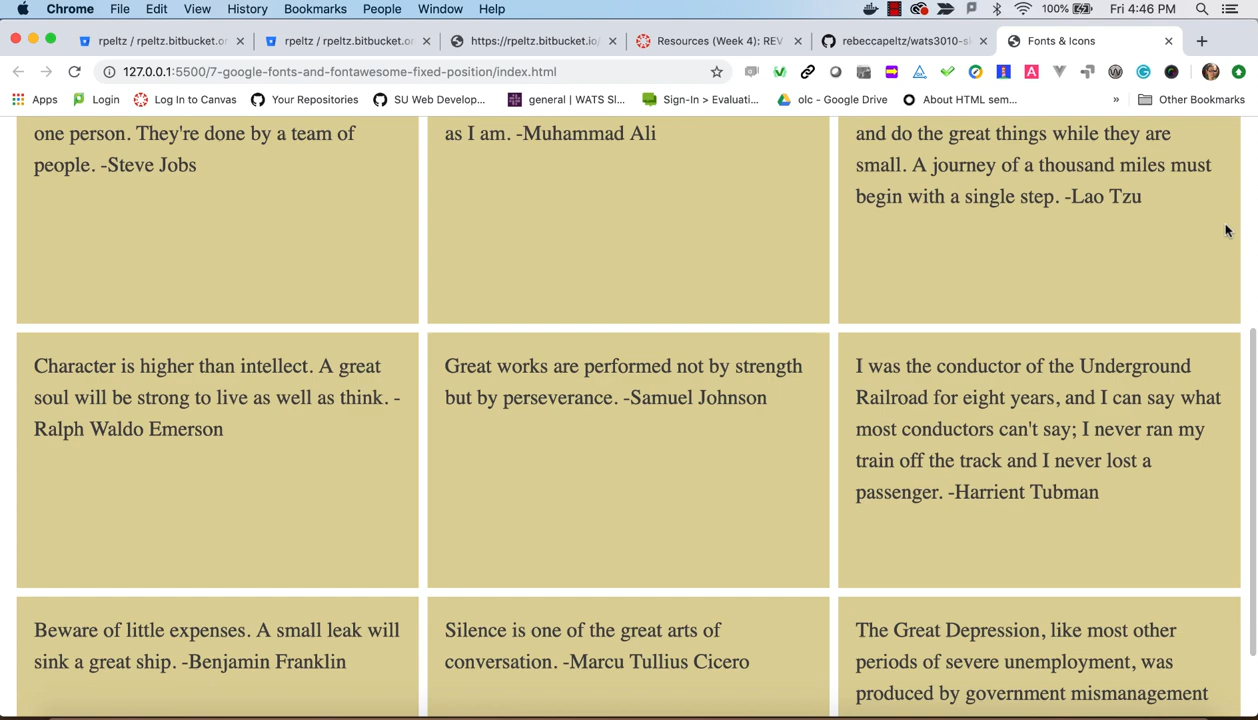 Chrome File Edit View History Bookmarks People Window Help 100% Fri 4:46 PM
rpeltz / rpeltz.bitbucket.or rpeltz / rpeltz.bitbucket.or https://rpeltz.bitbucket.io/ Resources (Week 4): REV rebeccapeltz/wats3010-sk Fonts & Icons
127.0.0.1:5500/7-google-fonts-and-fontawesome-fixed-position/index.html
Apps Login Log In to Canvas Your Repositories SU Web Develop... general | WATS Sl... Sign-In > Evaluati... olc - Google Drive About HTML sem... » Other Bookmarks
one person. They're done by a team of
people. -Steve Jobs
as I am. -Muhammad Ali
and do the great things while they are
small. A journey of a thousand miles must
begin with a single step. -Lao Tzu
Character is higher than intellect. A great
soul will be strong to live as well as think. -
Ralph Waldo Emerson
Great works are performed not by strength
but by perseverance. -Samuel Johnson
I was the conductor of the Underground
Railroad for eight years, and I can say what
most conductors can't say; I never ran my
train off the track and I never lost a
passenger. -Harrient Tubman
Beware of little expenses. A small leak will
sink a great ship. -Benjamin Franklin
Silence is one of the great arts of
conversation. -Marcu Tullius Cicero
The Great Depression, like most other
periods of severe unemployment, was
produced by government mismanagement